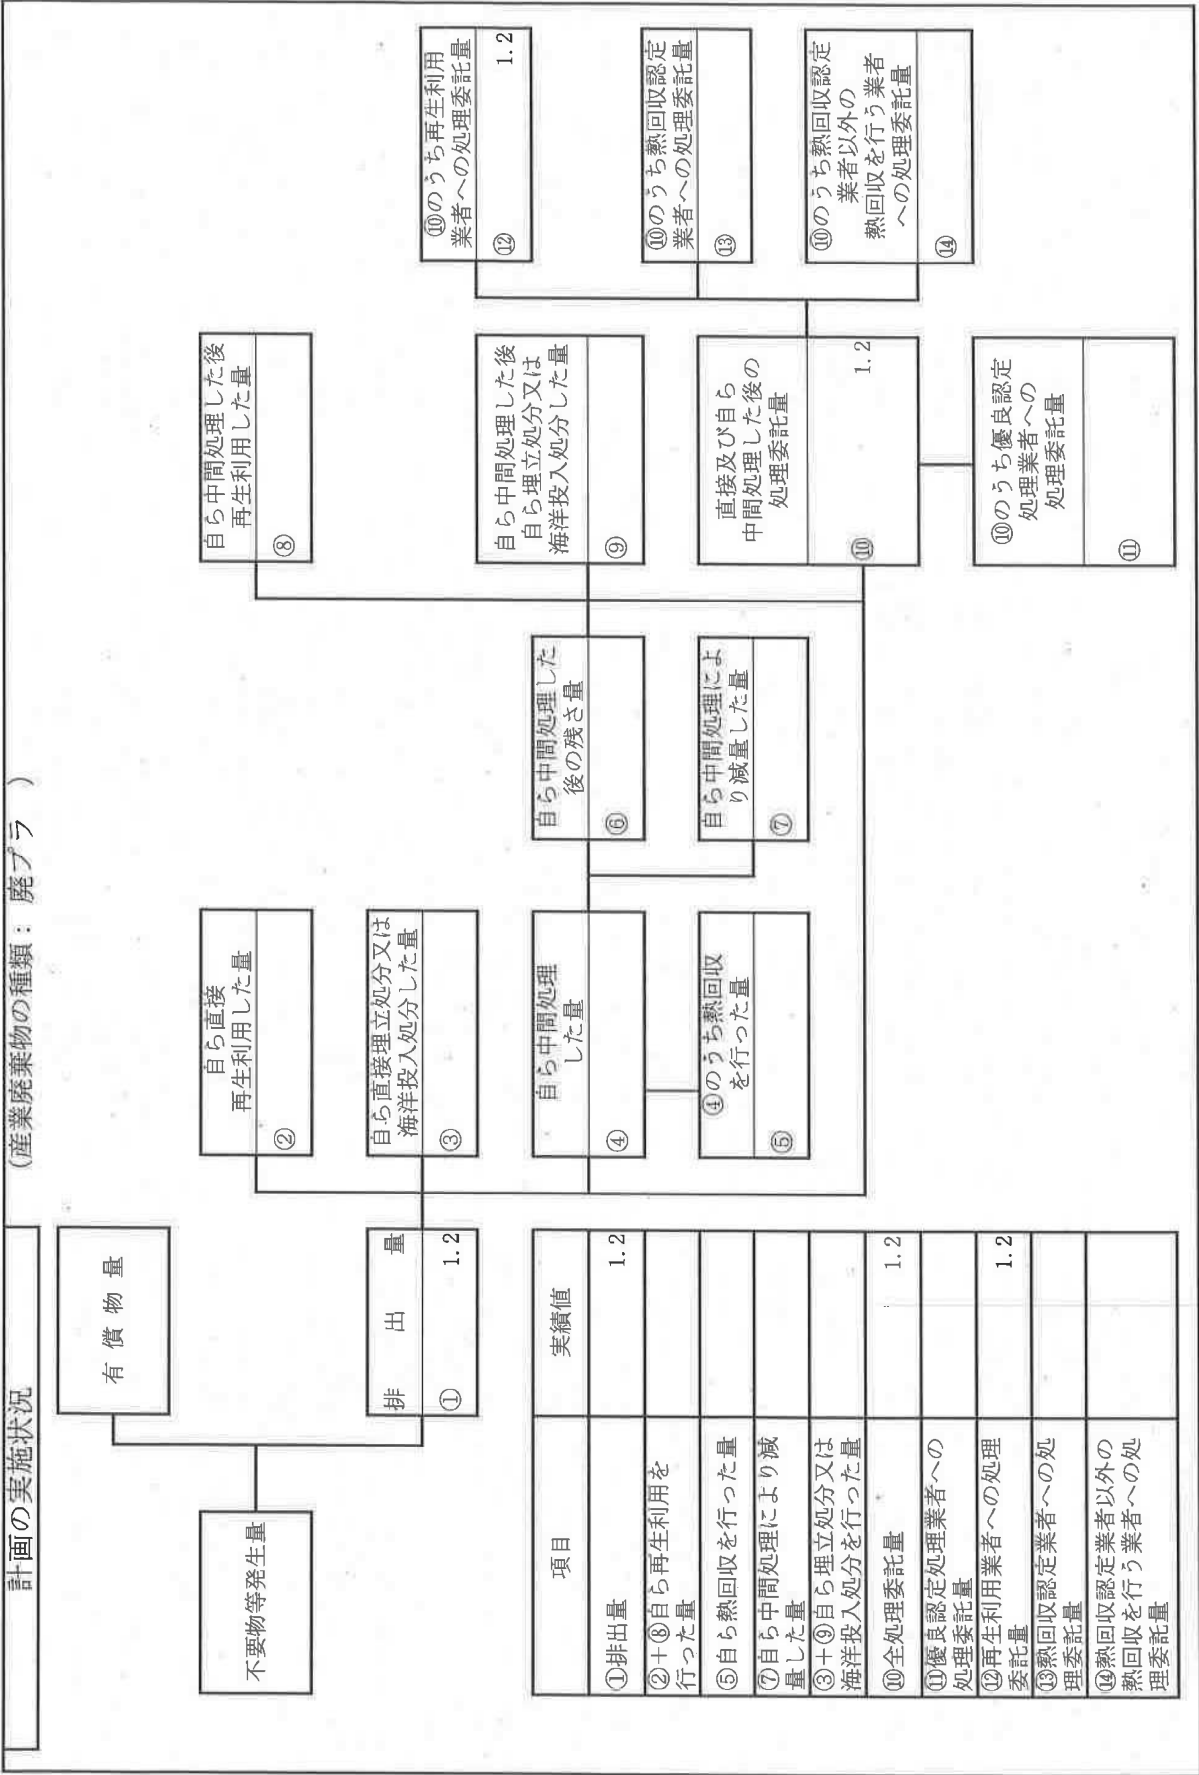 計画の実施状況
(産業廃棄物の種類：廃プラ　)
不要物等発生量
有償物量
排出量
① 1.2
自ら直接
再生利用した量
②
自ら直接埋立処分又は
海洋投入処分した量
③
自ら中間処理
した量
④
④のうち熱回収
を行った量
⑤
自ら中間処理した
後の残さ量
⑥
自ら中間処理によ
り減量した量
⑦
自ら中間処理した後
再生利用した量
⑧
自ら中間処理した後
自ら埋立処分又は
海洋投入処分した量
⑨
直接及び自ら
中間処理した後の
処理委託量
⑩ 1.2
⑩のうち優良認定
処理業者への
処理委託量
⑪
⑩のうち再生利用
業者への処理委託量
⑫ 1.2
⑩のうち熱回収認定
業者への処理委託量
⑬
⑩のうち熱回収認定
業者以外の
熱回収を行う業者
への処理委託量
⑭
項目 実績値
①排出量 1.2
②＋⑧自ら再生利用を
行った量
⑤自ら熱回収を行った量
⑦自ら中間処理により減
量した量
③＋⑨自ら埋立処分又は
海洋投入処分を行った量
⑩全処理委託量 1.2
⑪優良認定処理業者への
処理委託量
⑫再生利用業者への処理
委託量 1.2
⑬熱回収認定業者への処
理委託量
⑭熱回収認定業者以外の
熱回収を行う業者への処
理委託量